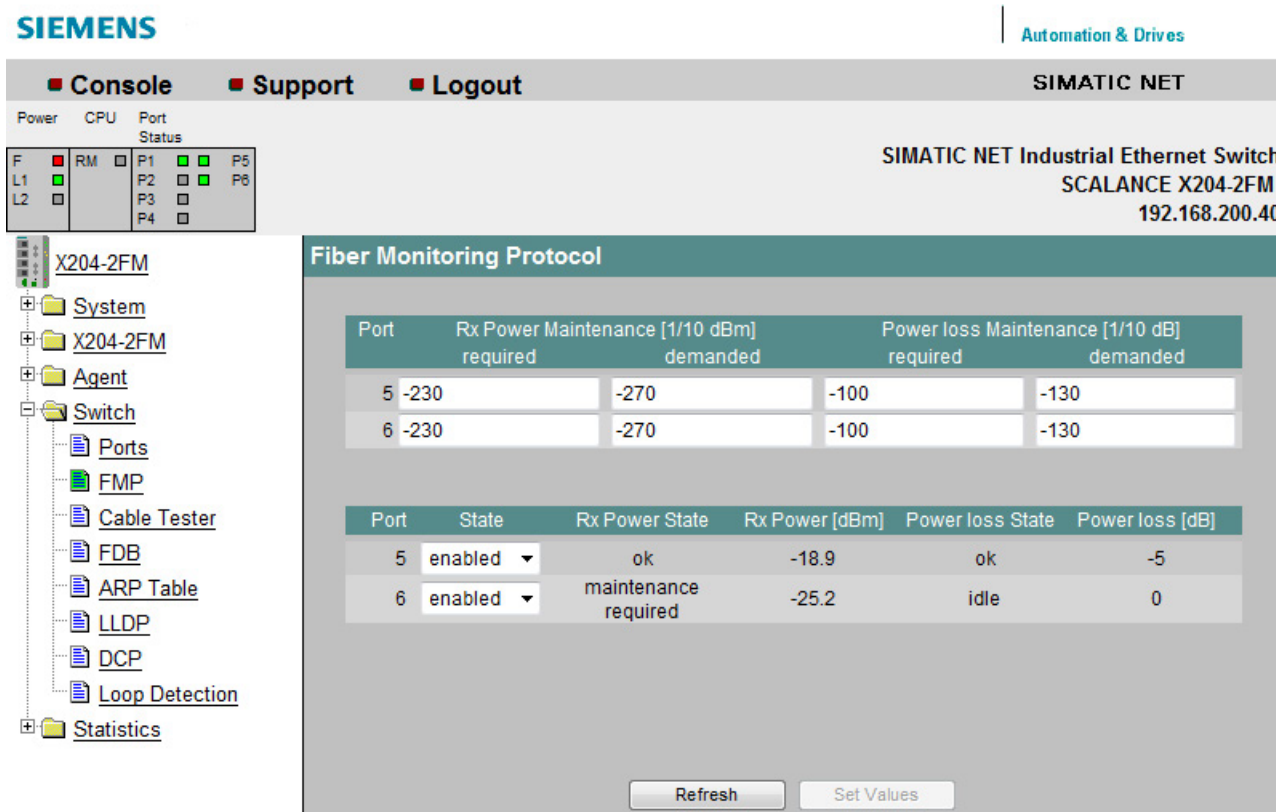 SIEMENS
Automation & Drives
Console Support Logout SIMATIC NET
Power CPU Port
Status
F RM P1 P5
L1 P2 P6
L2 P3
P4
SIMATIC NET Industrial Ethernet Switch
SCALANCE X204-2FM
192.168.200.40
X204-2FM
System
X204-2FM
Agent
Switch
Ports
FMP
Cable Tester
FDB
ARP Table
LLDP
DCP
Loop Detection
Statistics
Fiber Monitoring Protocol
Port Rx Power Maintenance [1/10 dBm] Power loss Maintenance [1/10 dB]
required demanded required demanded
5 -230 -270 -100 -130
6 -230 -270 -100 -130
Port State Rx Power State Rx Power [dBm] Power loss State Power loss [dB]
5 enabled ok -18.9 ok -5
6 enabled maintenance required -25.2 idle 0
Refresh Set Values